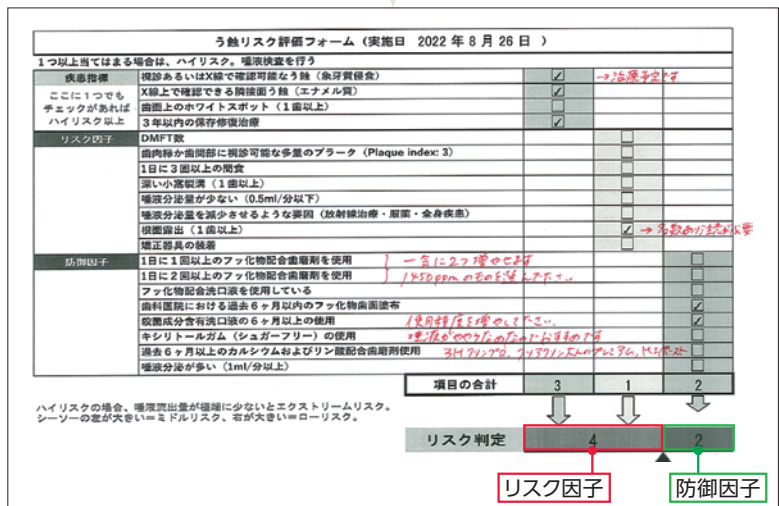 う蝕リスク評価フォーム（実施日 2022 年 8 月 26 日 ）
1つ以上当てはまる場合は、ハイリスク。唾液検査を行う
疾患指標
ここに1つでも
チェックがあれば
ハイリスク以上
視診あるいはX線で確認可能なう蝕（象牙質侵食） ☑ →治療予定です
X線上で確認できる隣接面う蝕（エナメル質） ☑
歯面上のホワイトスポット（1歯以上） ☐
3年以内の保存修復治療 ☑
リスク因子
DMFT数 ☐
歯肉縁か歯間部に視診可能な多量のプラーク（Plaque index: 3） ☐
1日に3回以上の間食 ☐
深い小窩裂溝（1歯以上） ☐
唾液分泌量が少ない（0.5ml/分以下） ☐
唾液分泌量を減少させるような要因（放射線治療・服薬・全身疾患） ☐
根面露出（1歯以上） ☑ → 多数あり注意が必要
矯正器具の装着 ☐
防御因子
1日に1回以上のフッ化物配合歯磨剤を使用 ☐
1日に2回以上のフッ化物配合歯磨剤を使用 1450ppmのものを選んで下さい ☐
フッ化物配合洗口液を使用している ☐
歯科医院における過去6ヶ月以内のフッ化物歯面塗布 ☑
殺菌成分含有洗口液の6ヶ月以上の使用 使用頻度を増やして下さい ☑
キシリトールガム（シュガーフリー）の使用 ☐
過去6ヶ月以上のカルシウムおよびリン酸配合歯磨剤使用 ☐
唾液分泌が多い（1ml/分以上） ☐
項目の合計 3 1 2
ハイリスクの場合、唾液流出量が極端に少ないとエクストリームリスク。
シーソーの左が大きい＝ミドルリスク、右が大きい＝ローリスク。
リスク判定 4 2
リスク因子 防御因子